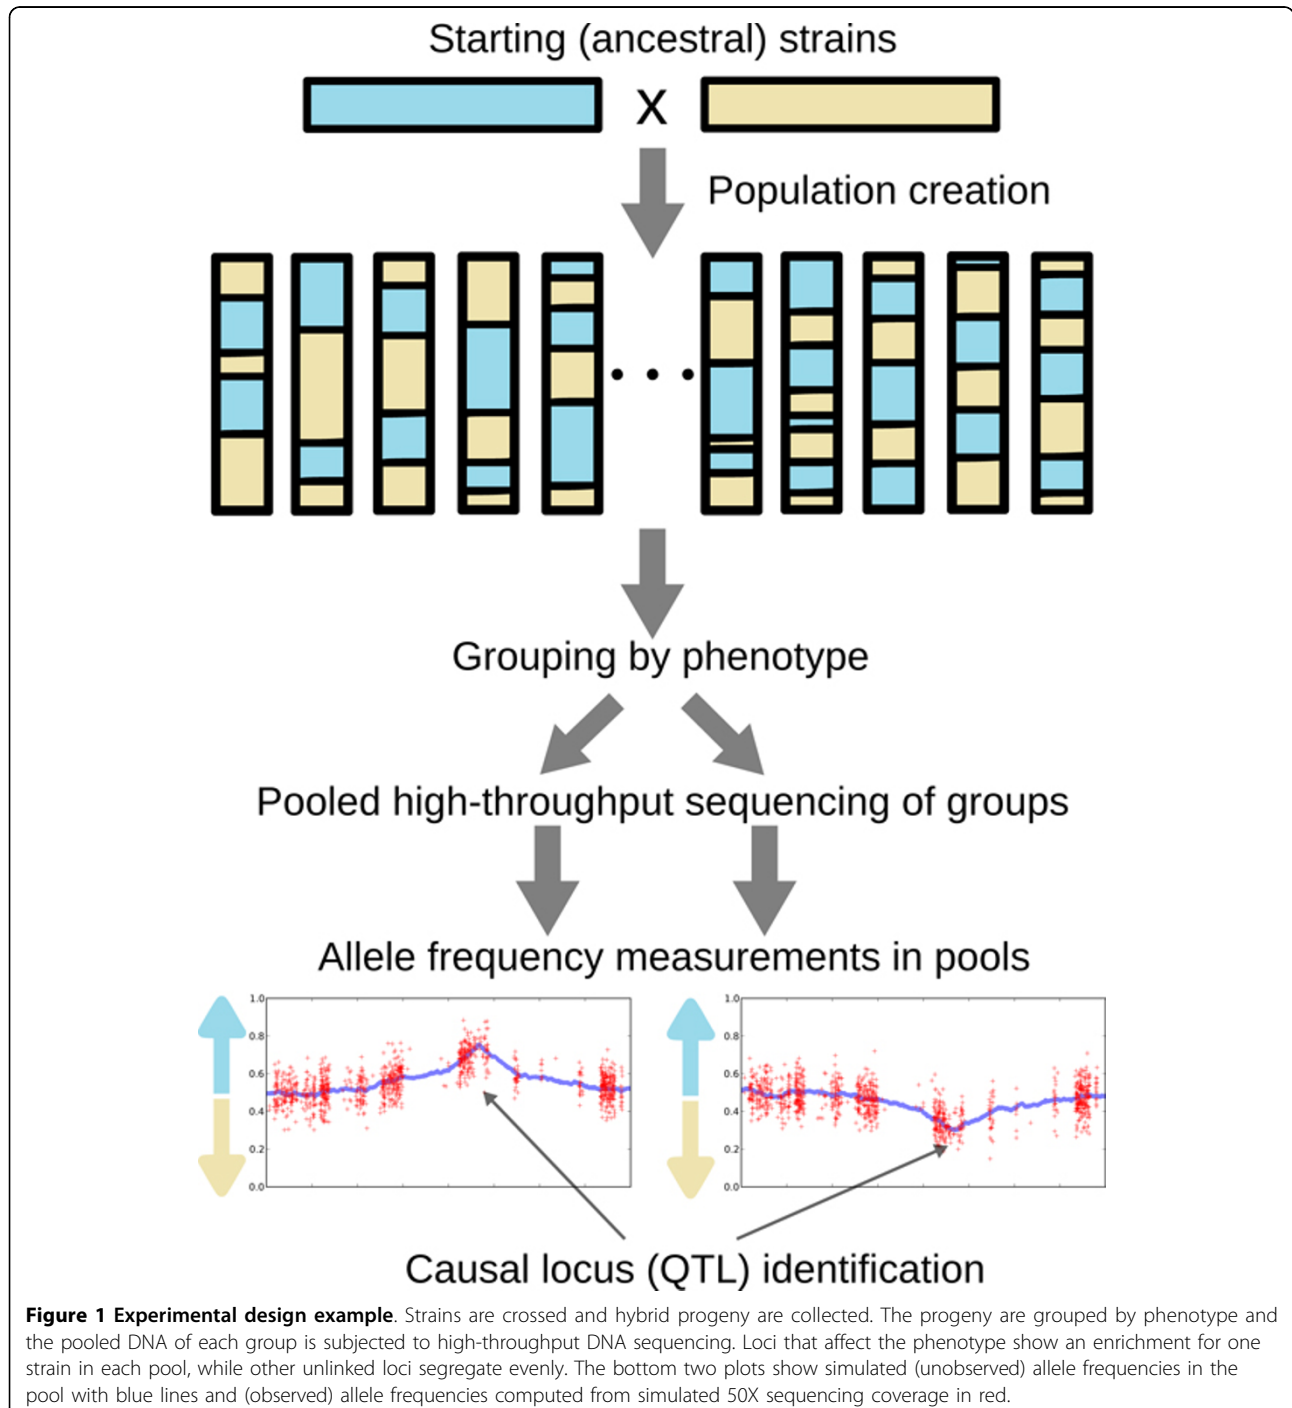 Starting (ancestral) strains
x
Population creation
Grouping by phenotype
Pooled high-throughput sequencing of groups
Allele frequency measurements in pools
1.0
0.8
0.6
0.4
0.2
0.0
1.0
0.8
0.6
0.4
0.2
0.0
Causal locus (QTL) identification
Figure 1 Experimental design example. Strains are crossed and hybrid progeny are collected. The progeny are grouped by phenotype and
the pooled DNA of each group is subjected to high-throughput DNA sequencing. Loci that affect the phenotype show an enrichment for one
strain in each pool, while other unlinked loci segregate evenly. The bottom two plots show simulated (unobserved) allele frequencies in the
pool with blue lines and (observed) allele frequencies computed from simulated 50X sequencing coverage in red.